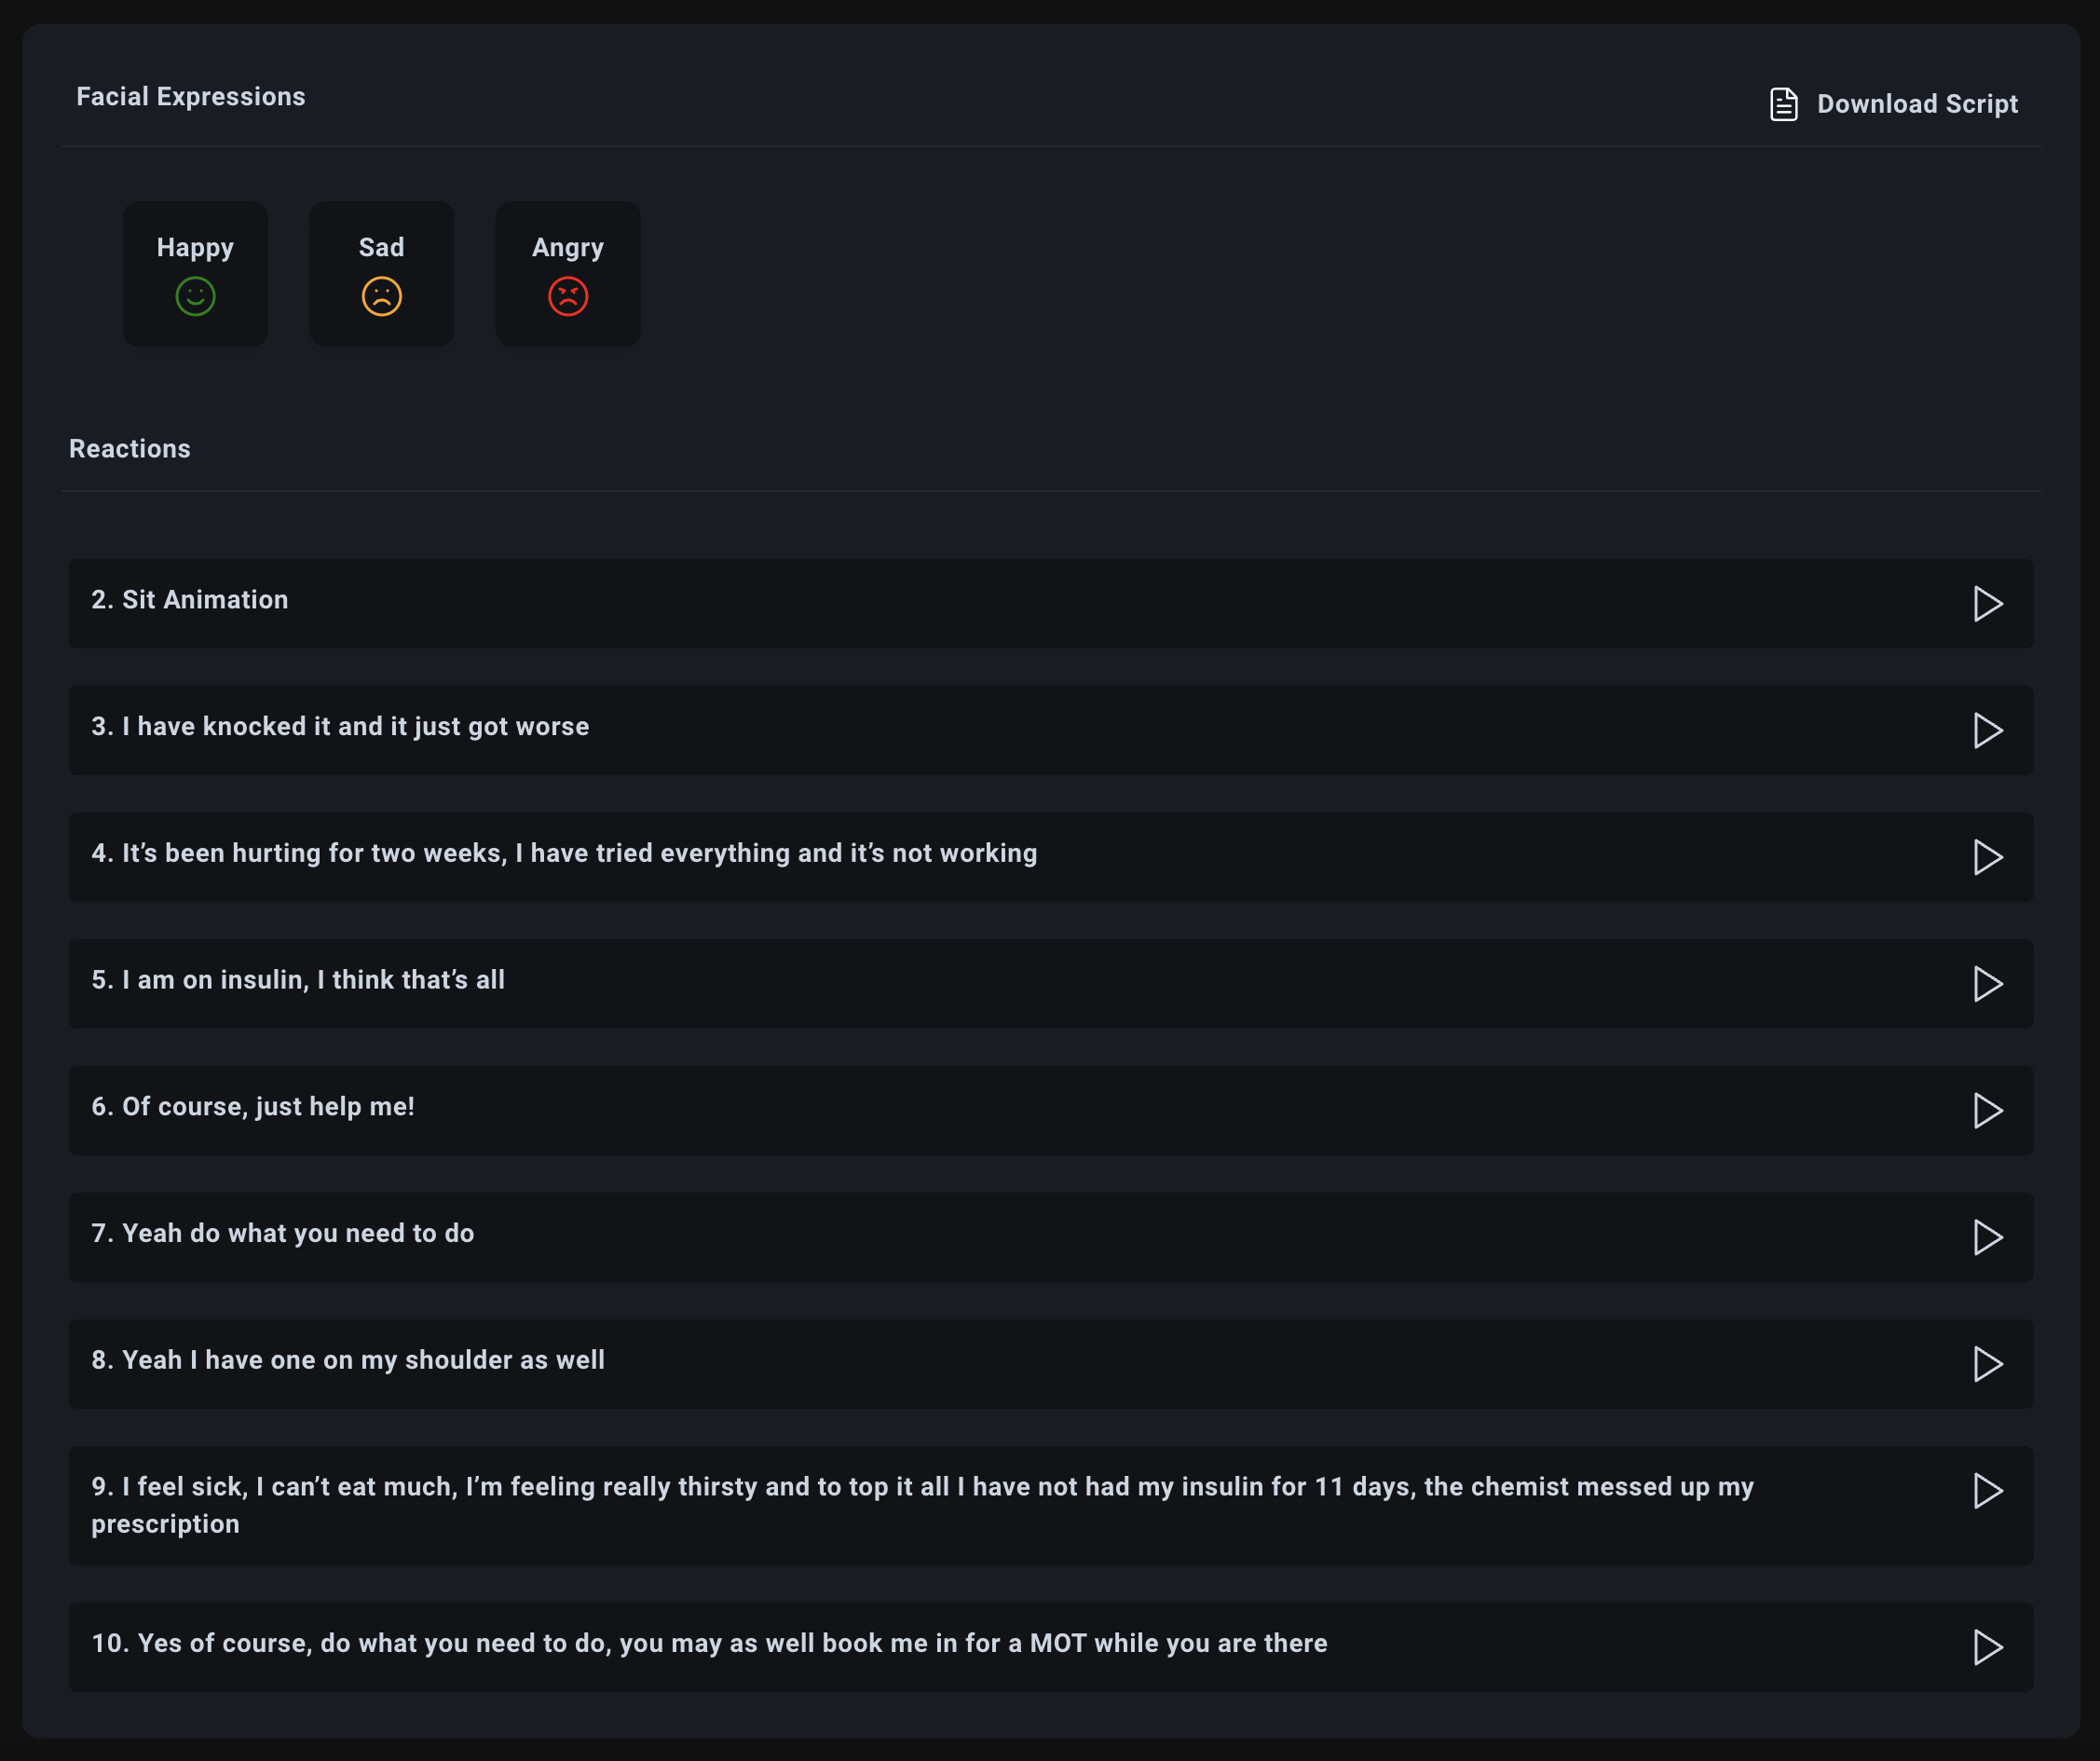 Facial Expressions
Download Script
Happy
Sad
Angry
Reactions
2. Sit Animation
3. I have knocked it and it just got worse
4. It’s been hurting for two weeks, I have tried everything and it’s not working
5. I am on insulin, I think that’s all
6. Of course, just help me!
7. Yeah do what you need to do
8. Yeah I have one on my shoulder as well
9. I feel sick, I can’t eat much, I’m feeling really thirsty and to top it all I have not had my insulin for 11 days, the chemist messed up my
prescription
10. Yes of course, do what you need to do, you may as well book me in for a MOT while you are there